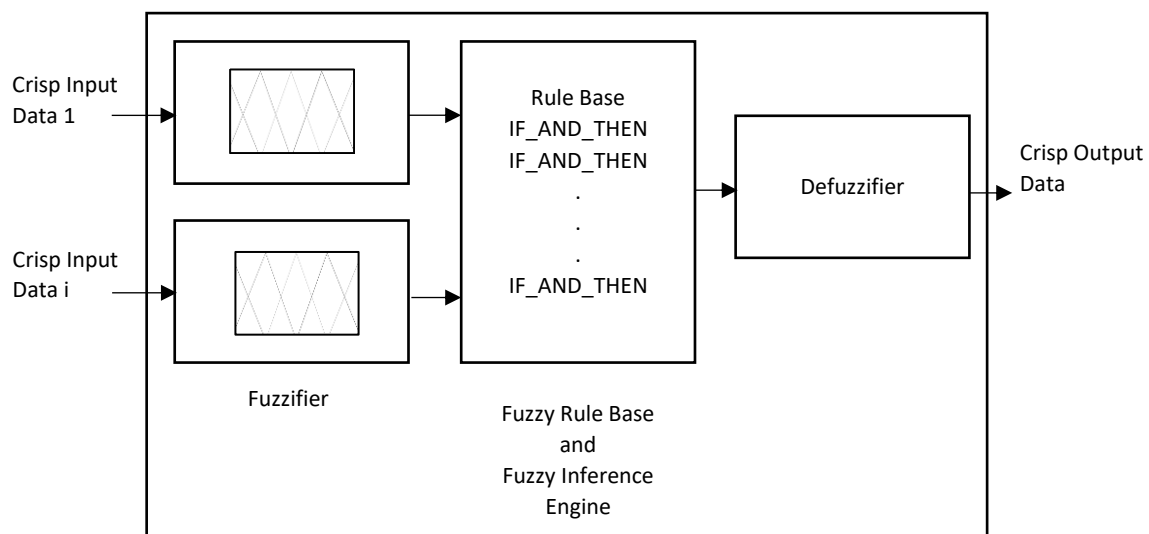 Crisp Input
Data 1
Crisp Input
Data i
Fuzzifier
Rule Base
IF_AND_THEN
IF_AND_THEN
.
.
.
IF_AND_THEN
Fuzzy Rule Base
and
Fuzzy Inference
Engine
Defuzzifier
Crisp Output
Data